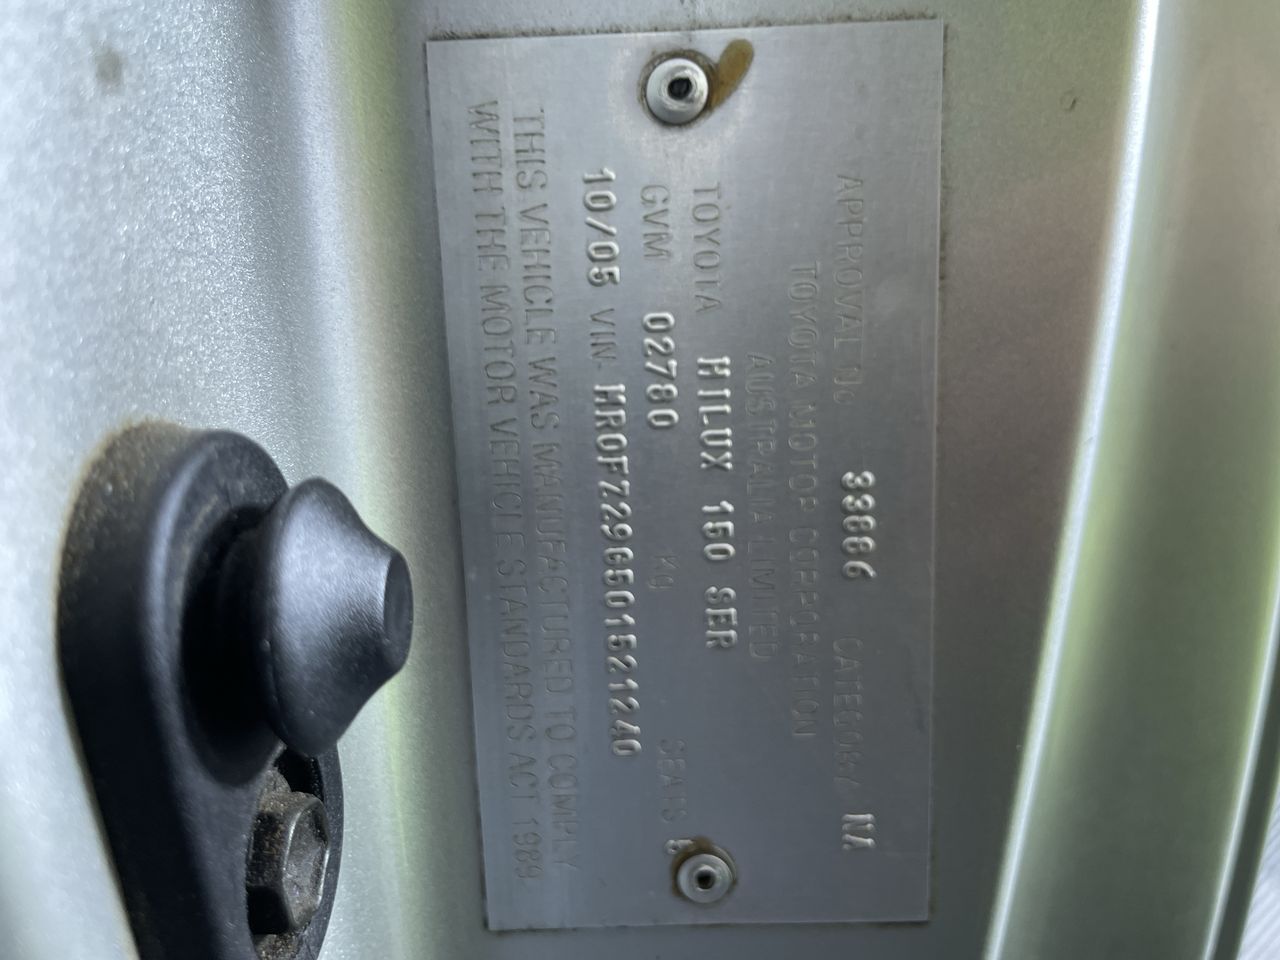 APPROVAL No. 33886 CATEGORY NA
TOYOTA MOTOR CORPORATION
AUSTRALIA LIMITED
TOYOTA HILUX 150 SER
GVM 02780 Kg SEATS 5
10/05 VIN MR0FZ29G501521240
THIS VEHICLE WAS MANUFACTURED TO COMPLY
WITH THE MOTOR VEHICLE STANDARDS ACT 1989.